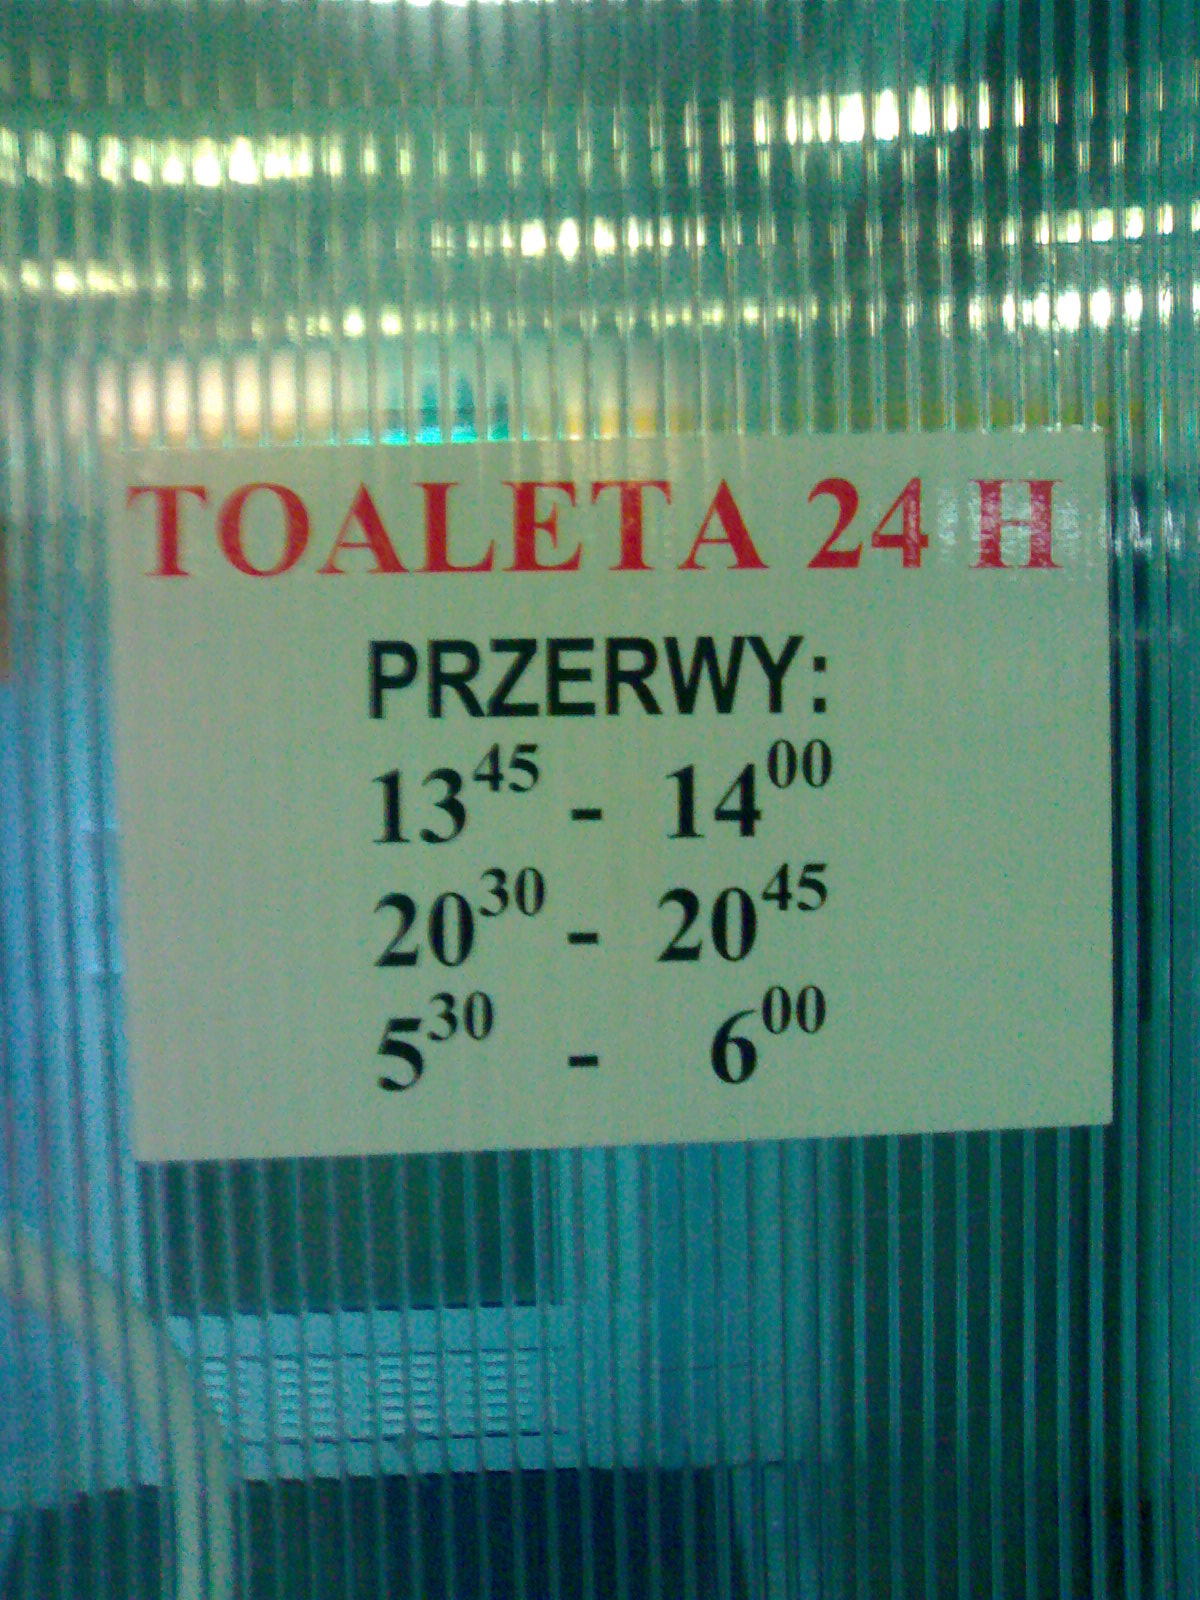 TOALETA 24 H
PRZERWY:
13⁴⁵ - 14⁰⁰
20³⁰ - 20⁴⁵
5³⁰ - 6⁰⁰